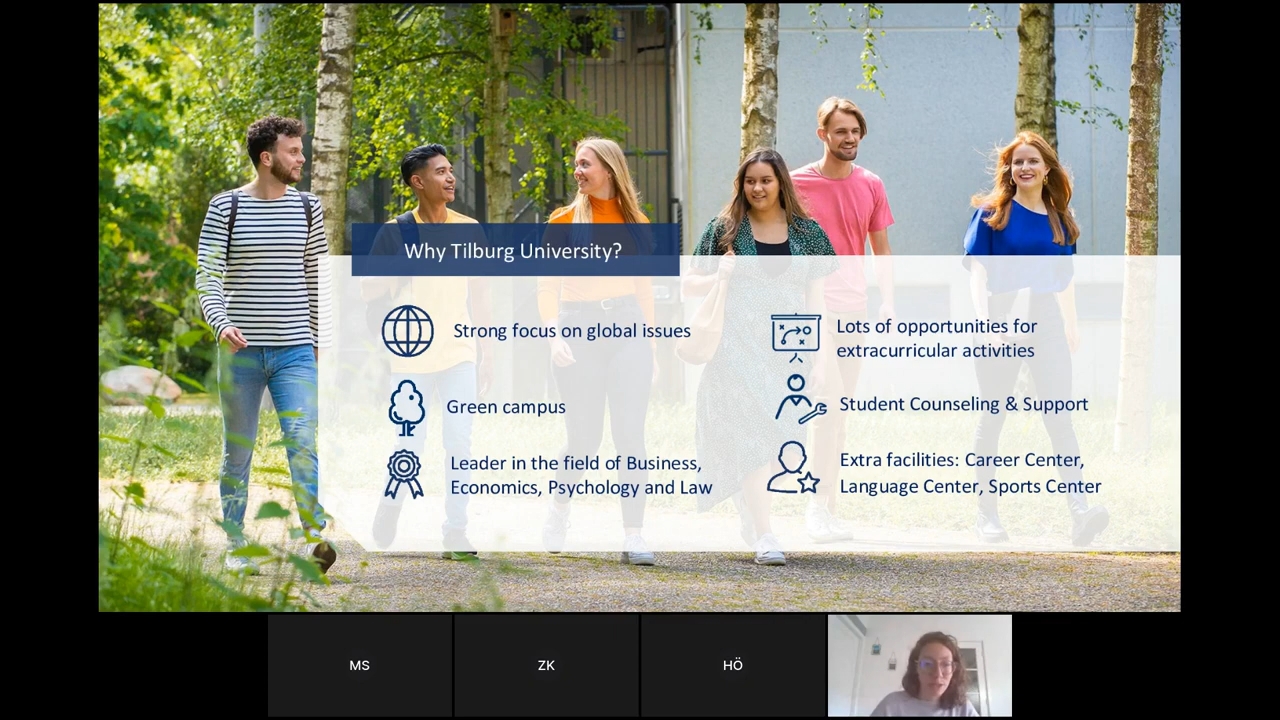 Why Tilburg University?
Strong focus on global issues
Green campus
Leader in the field of Business,
Economics, Psychology and Law
Lots of opportunities for
extracurricular activities
Student Counseling & Support
Extra facilities: Career Center,
Language Center, Sports Center
MS
ZK
HÖ